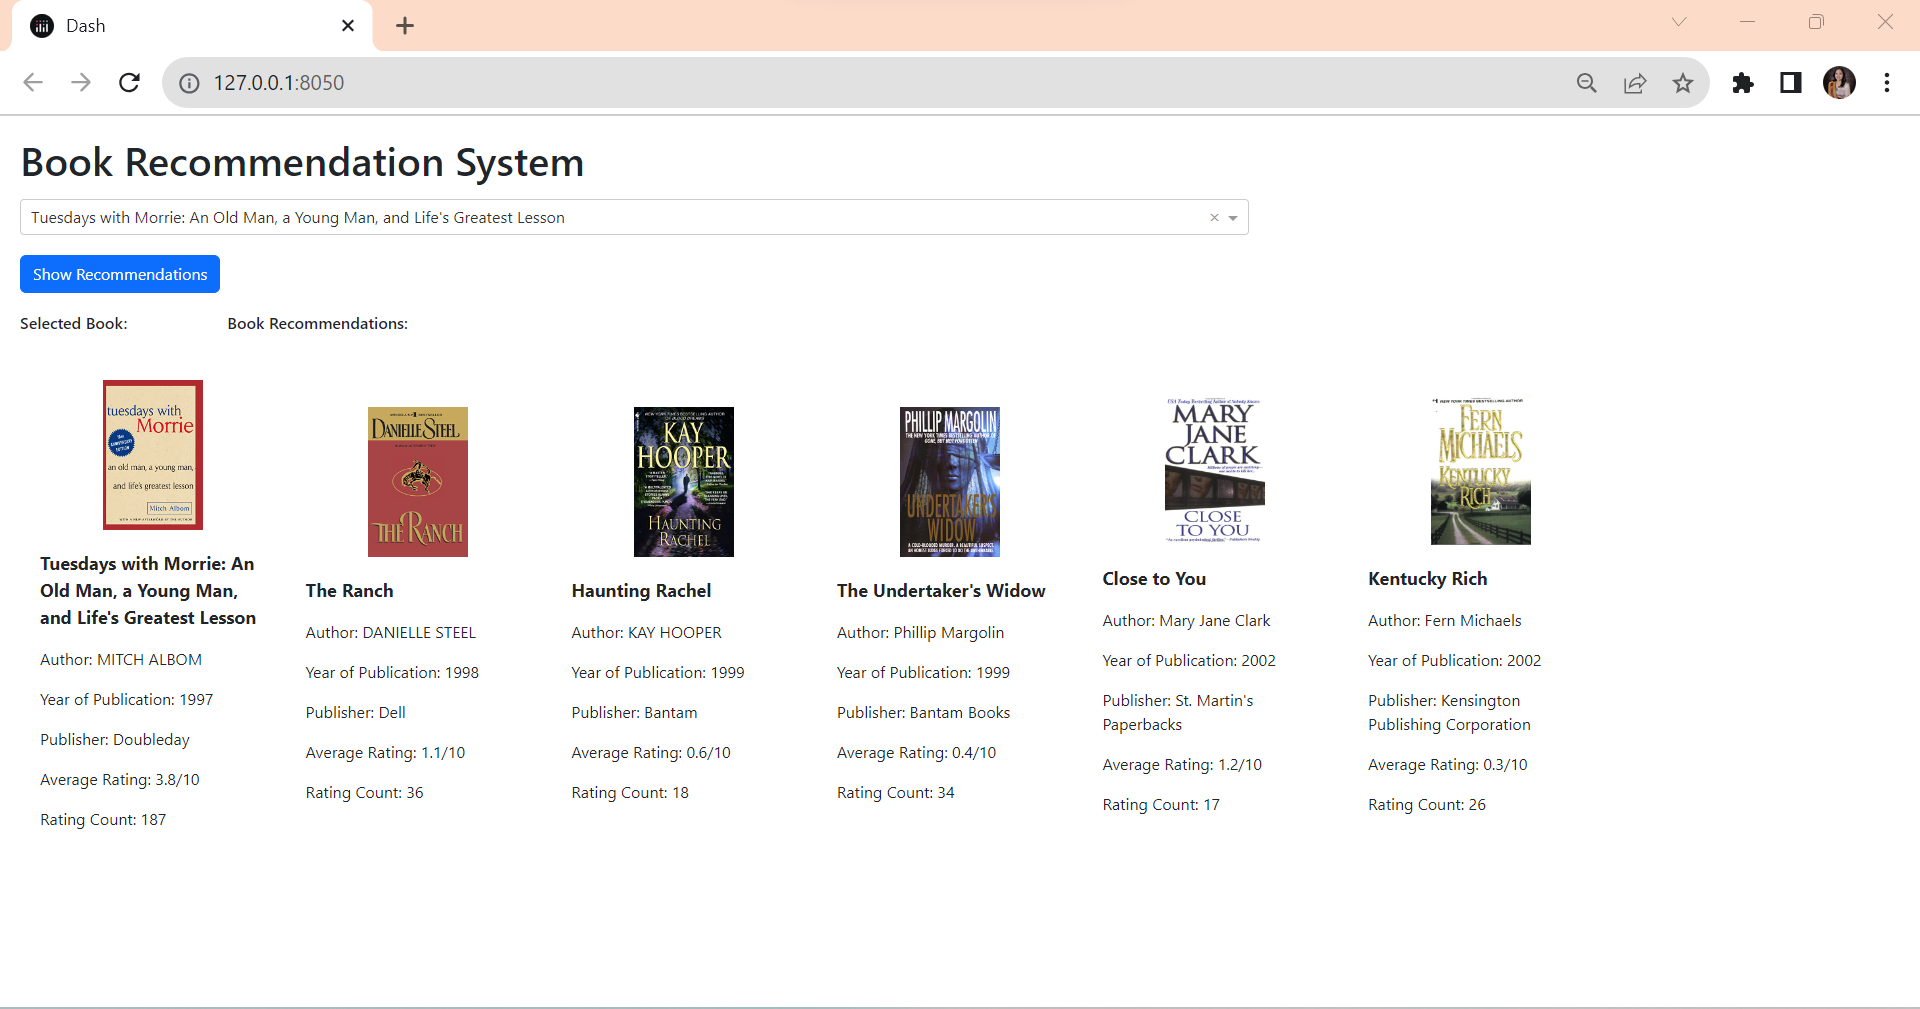 Dash
127.0.0.1:8050
Book Recommendation System
Tuesdays with Morrie: An Old Man, a Young Man, and Life's Greatest Lesson
Show Recommendations
Selected Book:
Book Recommendations:
tuesdays with
Morrie
an old man, a young man,
and life's greatest lesson
Mitch Albom
Tuesdays with Morrie: An
Old Man, a Young Man,
and Life's Greatest Lesson
Author: MITCH ALBOM
Year of Publication: 1997
Publisher: Doubleday
Average Rating: 3.8/10
Rating Count: 187
DANIELLE STEEL
THE RANCH
The Ranch
Author: DANIELLE STEEL
Year of Publication: 1998
Publisher: Dell
Average Rating: 1.1/10
Rating Count: 36
KAY
HOOPER
HAUNTING
RACHEL
Haunting Rachel
Author: KAY HOOPER
Year of Publication: 1999
Publisher: Bantam
Average Rating: 0.6/10
Rating Count: 18
PHILLIP MARGOLIN
UNDERTAKER'S
WIDOW
The Undertaker's Widow
Author: Phillip Margolin
Year of Publication: 1999
Publisher: Bantam Books
Average Rating: 0.4/10
Rating Count: 34
MARY
JANE
CLARK
CLOSE
TO YOU
Close to You
Author: Mary Jane Clark
Year of Publication: 2002
Publisher: St. Martin's
Paperbacks
Average Rating: 1.2/10
Rating Count: 17
#1 NEW YORK TIMES BESTSELLING AUTHOR
FERN
MICHAELS
KENTUCKY
RICH
Kentucky Rich
Author: Fern Michaels
Year of Publication: 2002
Publisher: Kensington
Publishing Corporation
Average Rating: 0.3/10
Rating Count: 26